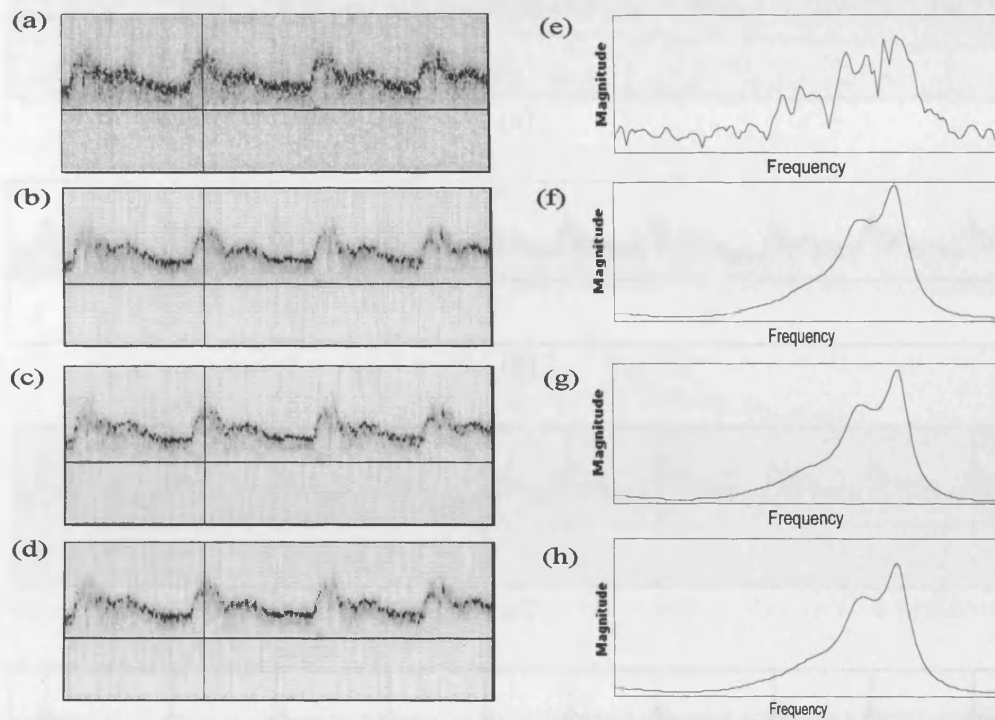 (a)
(e)
Magnitude
Frequency
(b)
(f)
Magnitude
Frequency
(c)
(g)
Magnitude
Frequency
(d)
(h)
Magnitude
Frequency